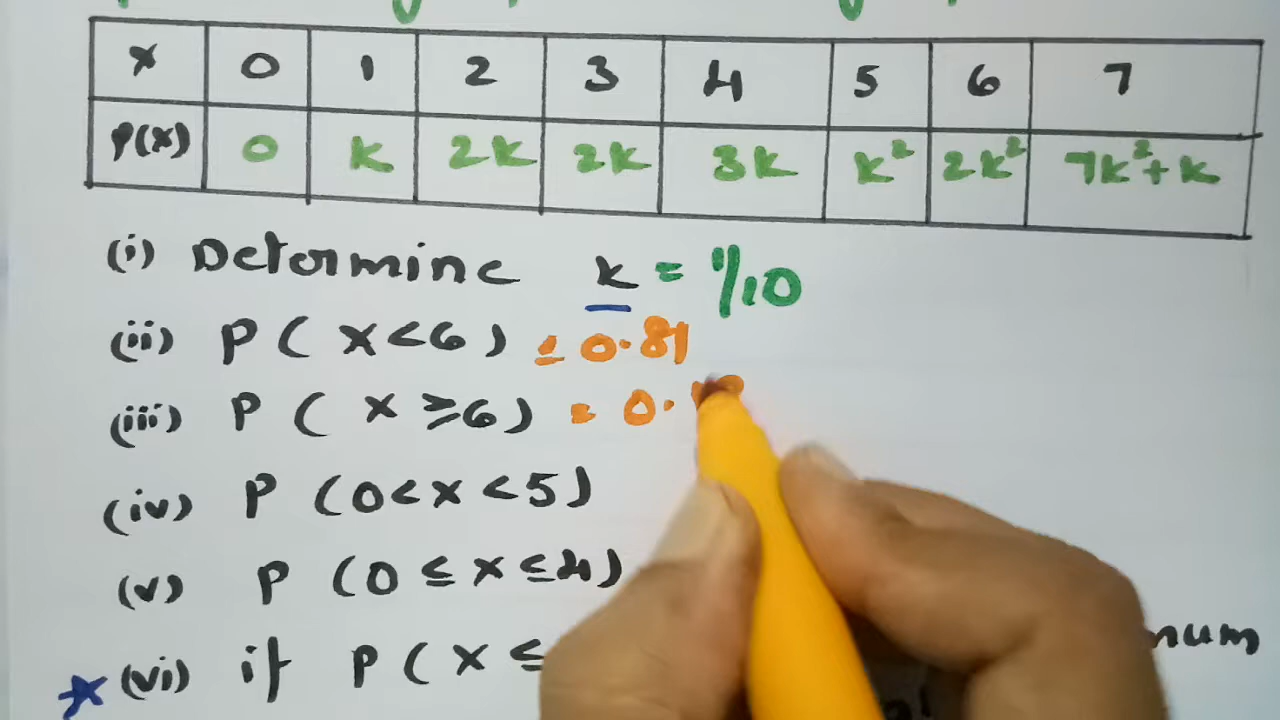 x 0 1 2 3 4 5 6 7
P(x) 0 k 2k 2k 3k k² 2k² 7k²+k
(i) Determine k = 1/10
(ii) P ( x<6) = 0.81
(iii) P ( x ≥6) = 0.
(iv) P (0<x<5)
(v) P (0 ≤ x ≤4)
(vi) if P ( x ≤